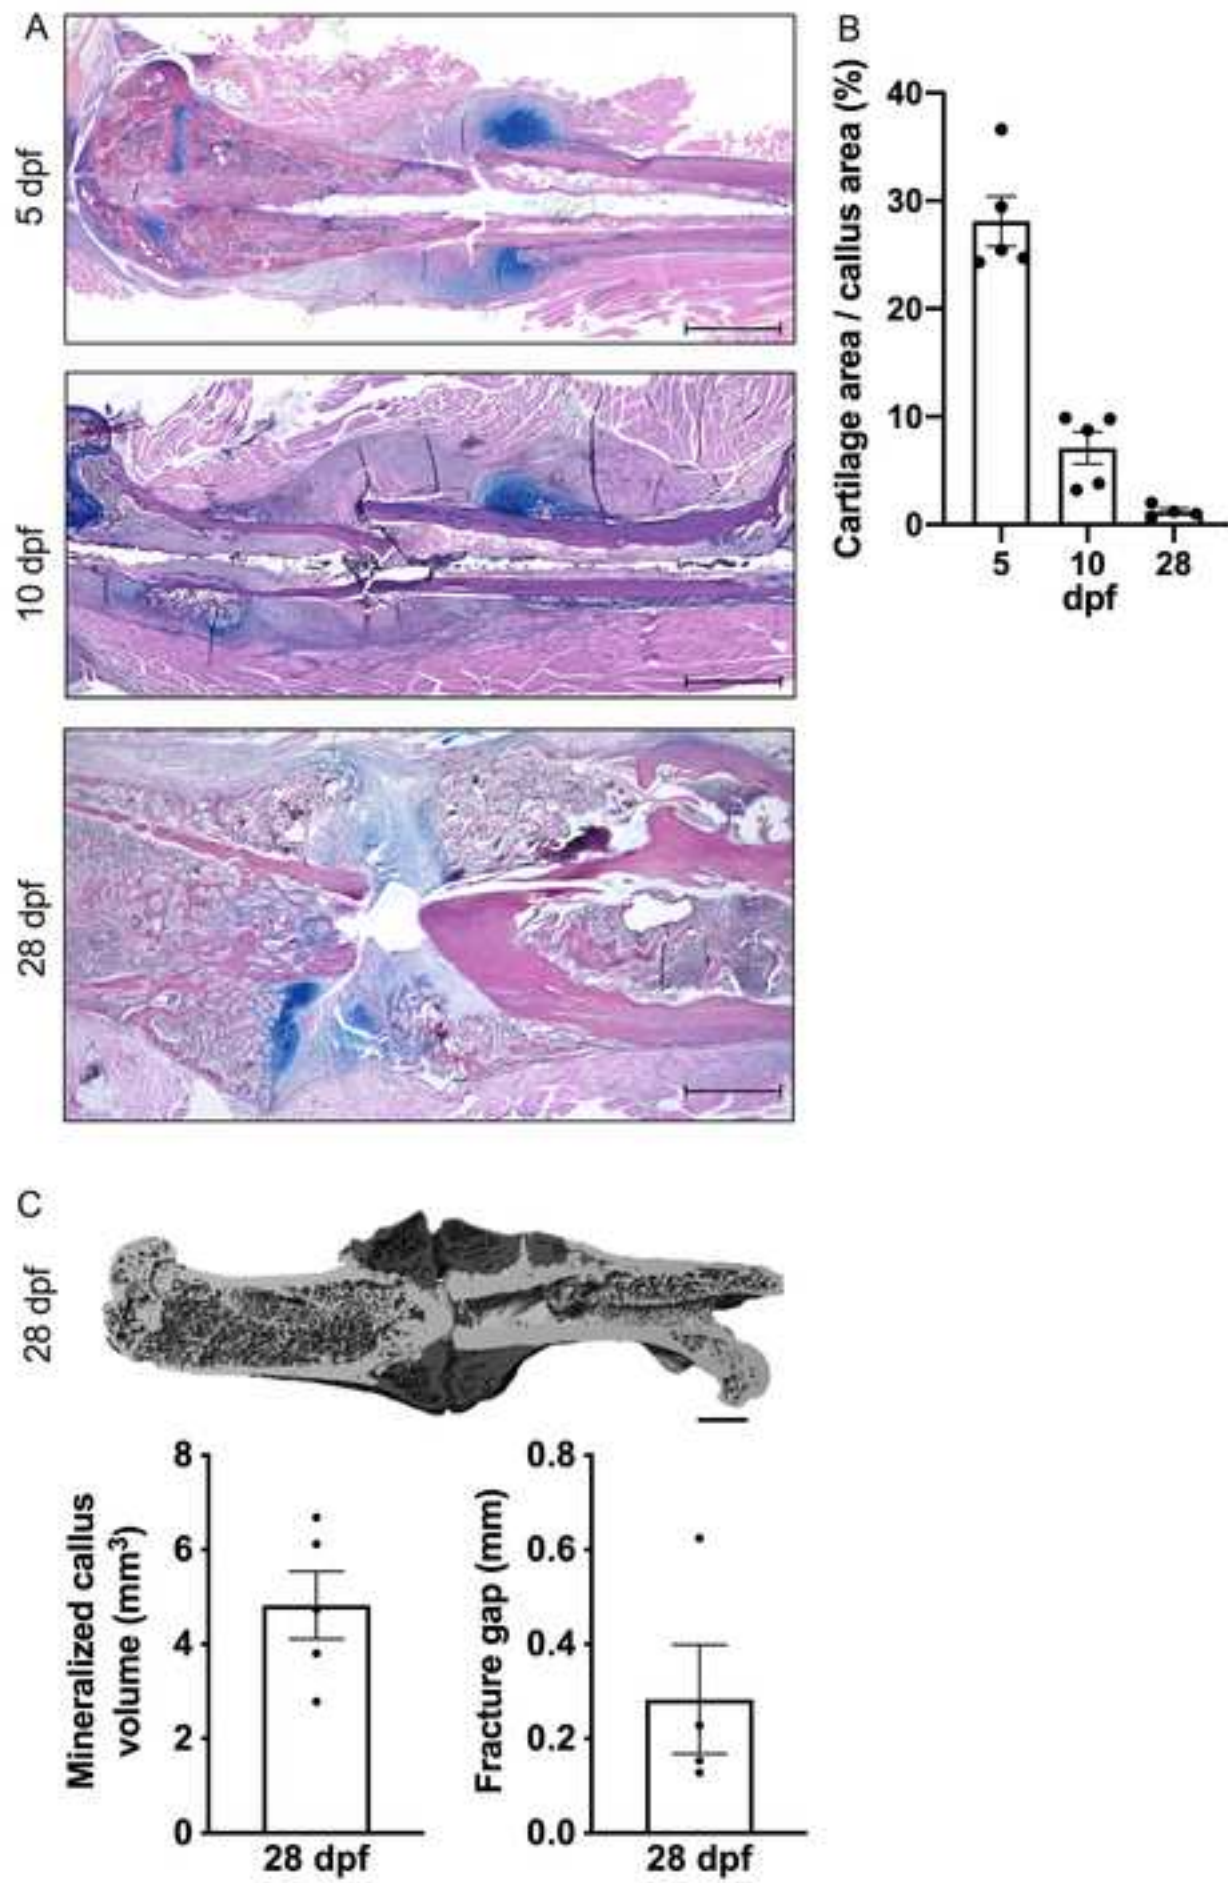 A
5 dpf
10 dpf
28 dpf
B
Cartilage area / callus area (%)
40
30
20
10
0
5 10 28
dpf
C
28 dpf
Mineralized callus
volume (mm³)
8
6
4
2
0
28 dpf
Fracture gap (mm)
0.8
0.6
0.4
0.2
0.0
28 dpf